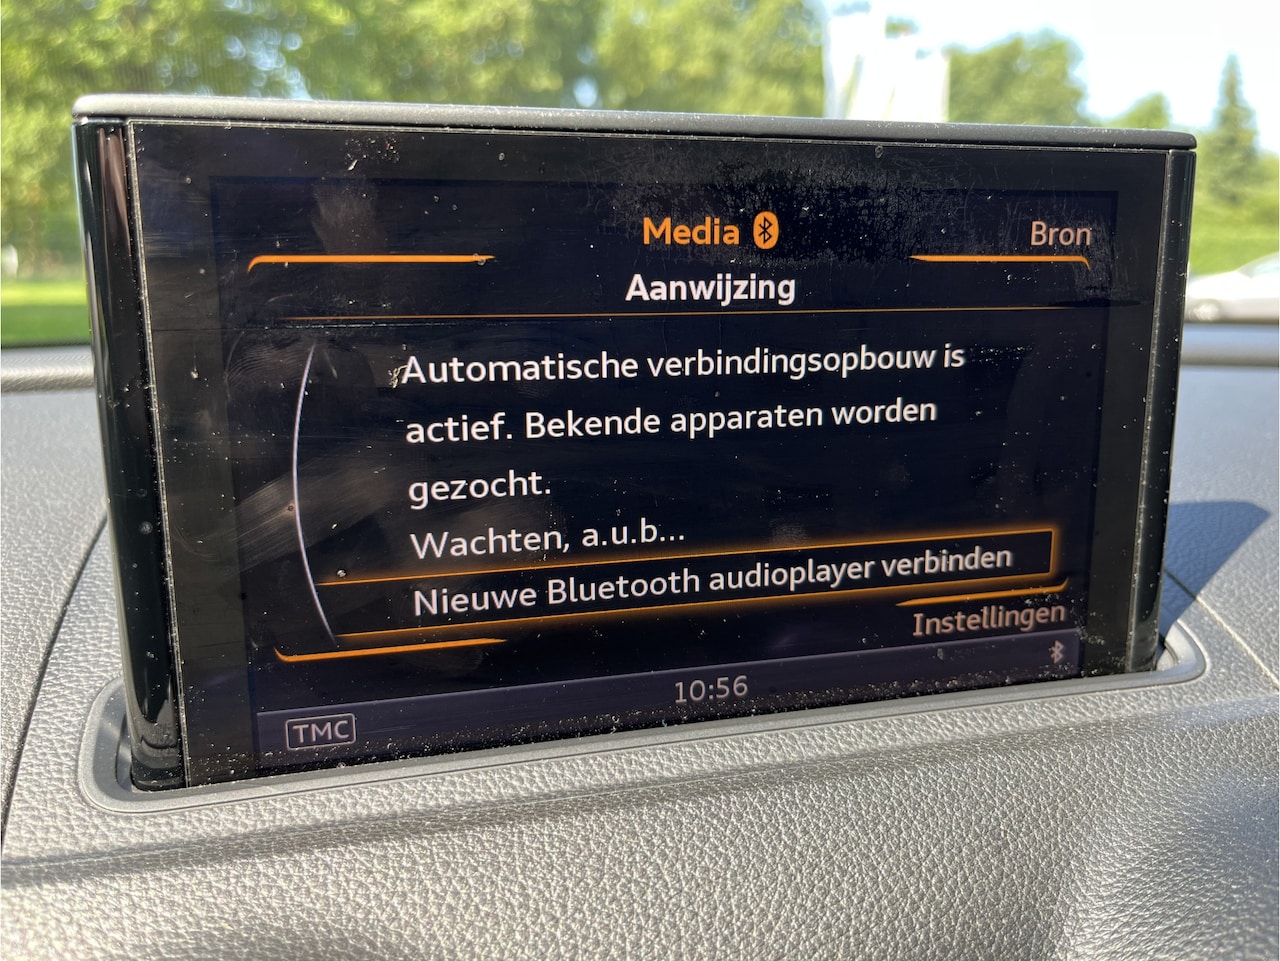 Media
Bron
Aanwijzing
Automatische verbindingsopbouw is
actief. Bekende apparaten worden
gezocht.
Wachten, a.u.b...
Nieuwe Bluetooth audioplayer verbinden
Instellingen
10:56
TMC